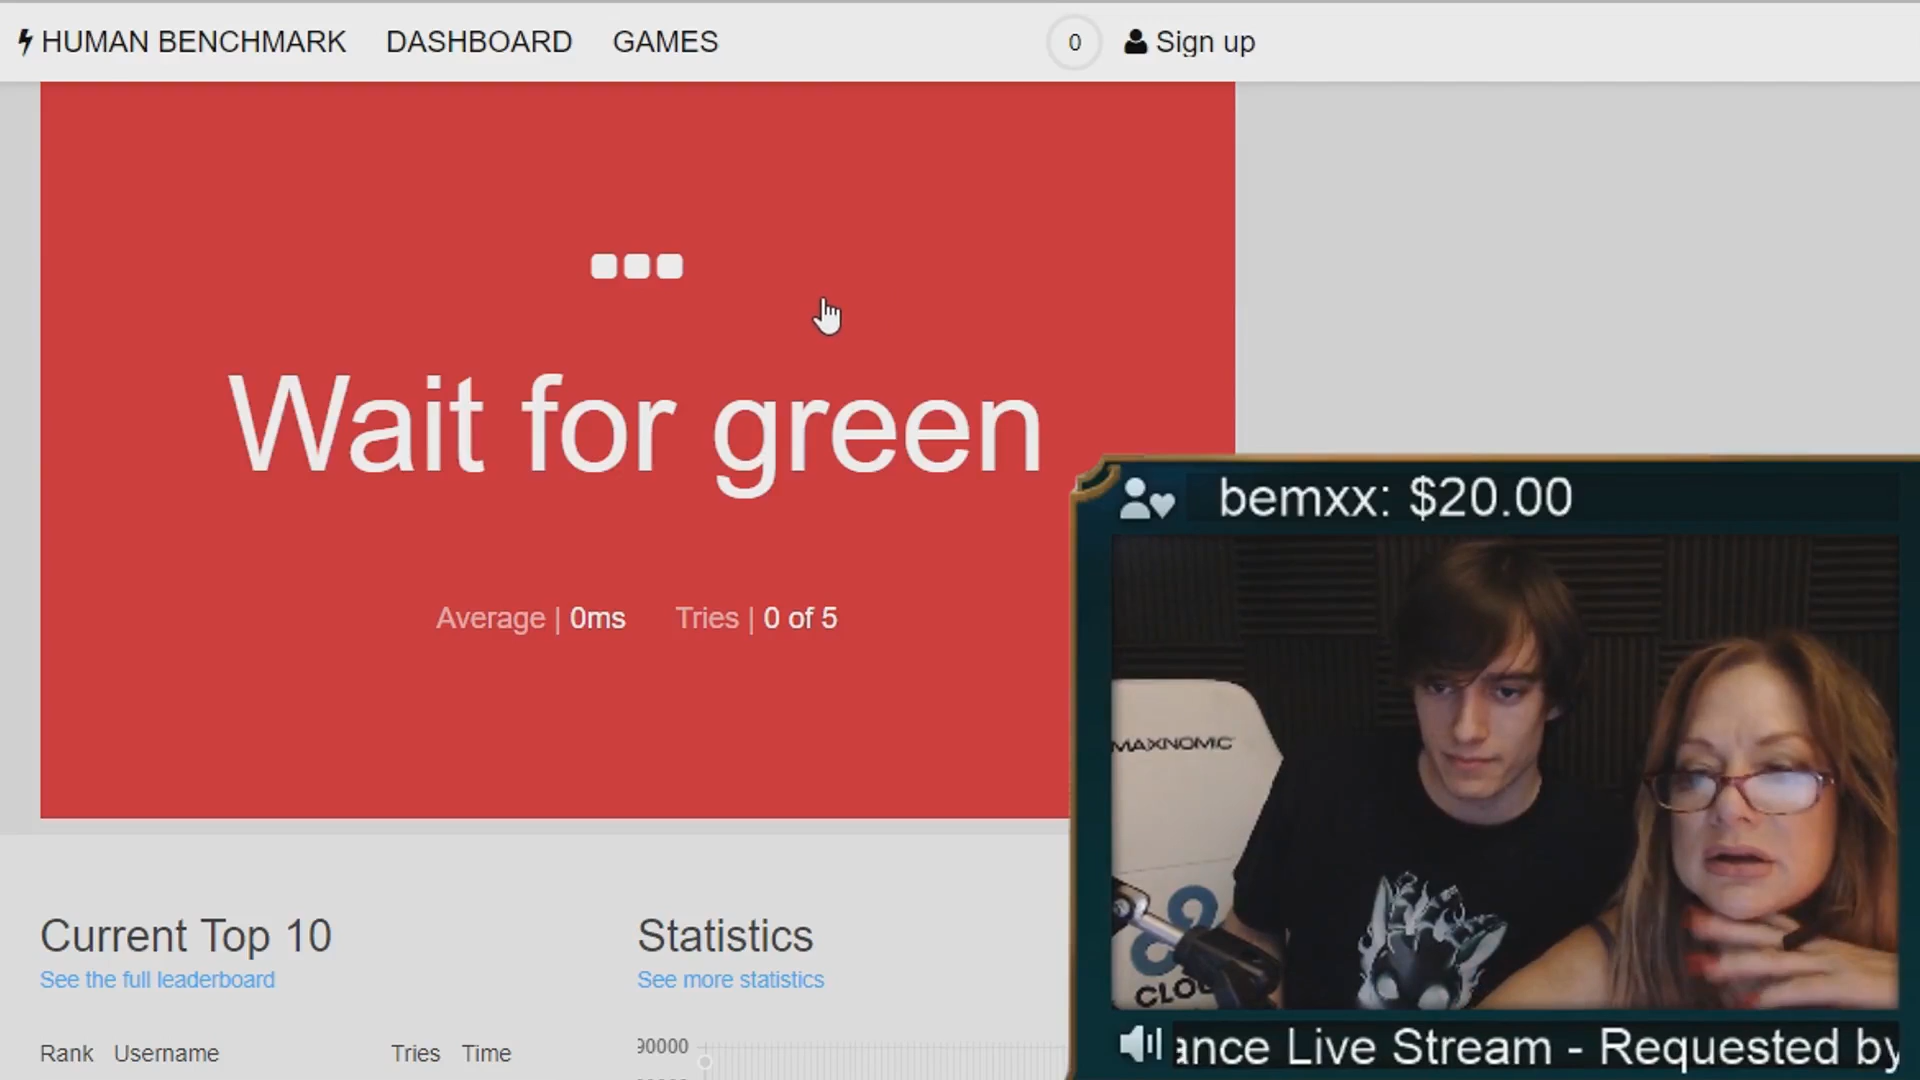 HUMAN BENCHMARK DASHBOARD GAMES 0 Sign up
Wait for green
Average | 0ms Tries | 0 of 5
bemxx: $20.00
MAXNOMIC
Current Top 10
Statistics
See the full leaderboard
See more statistics
Rank Username Tries Time
90000
ance Live Stream - Requested by